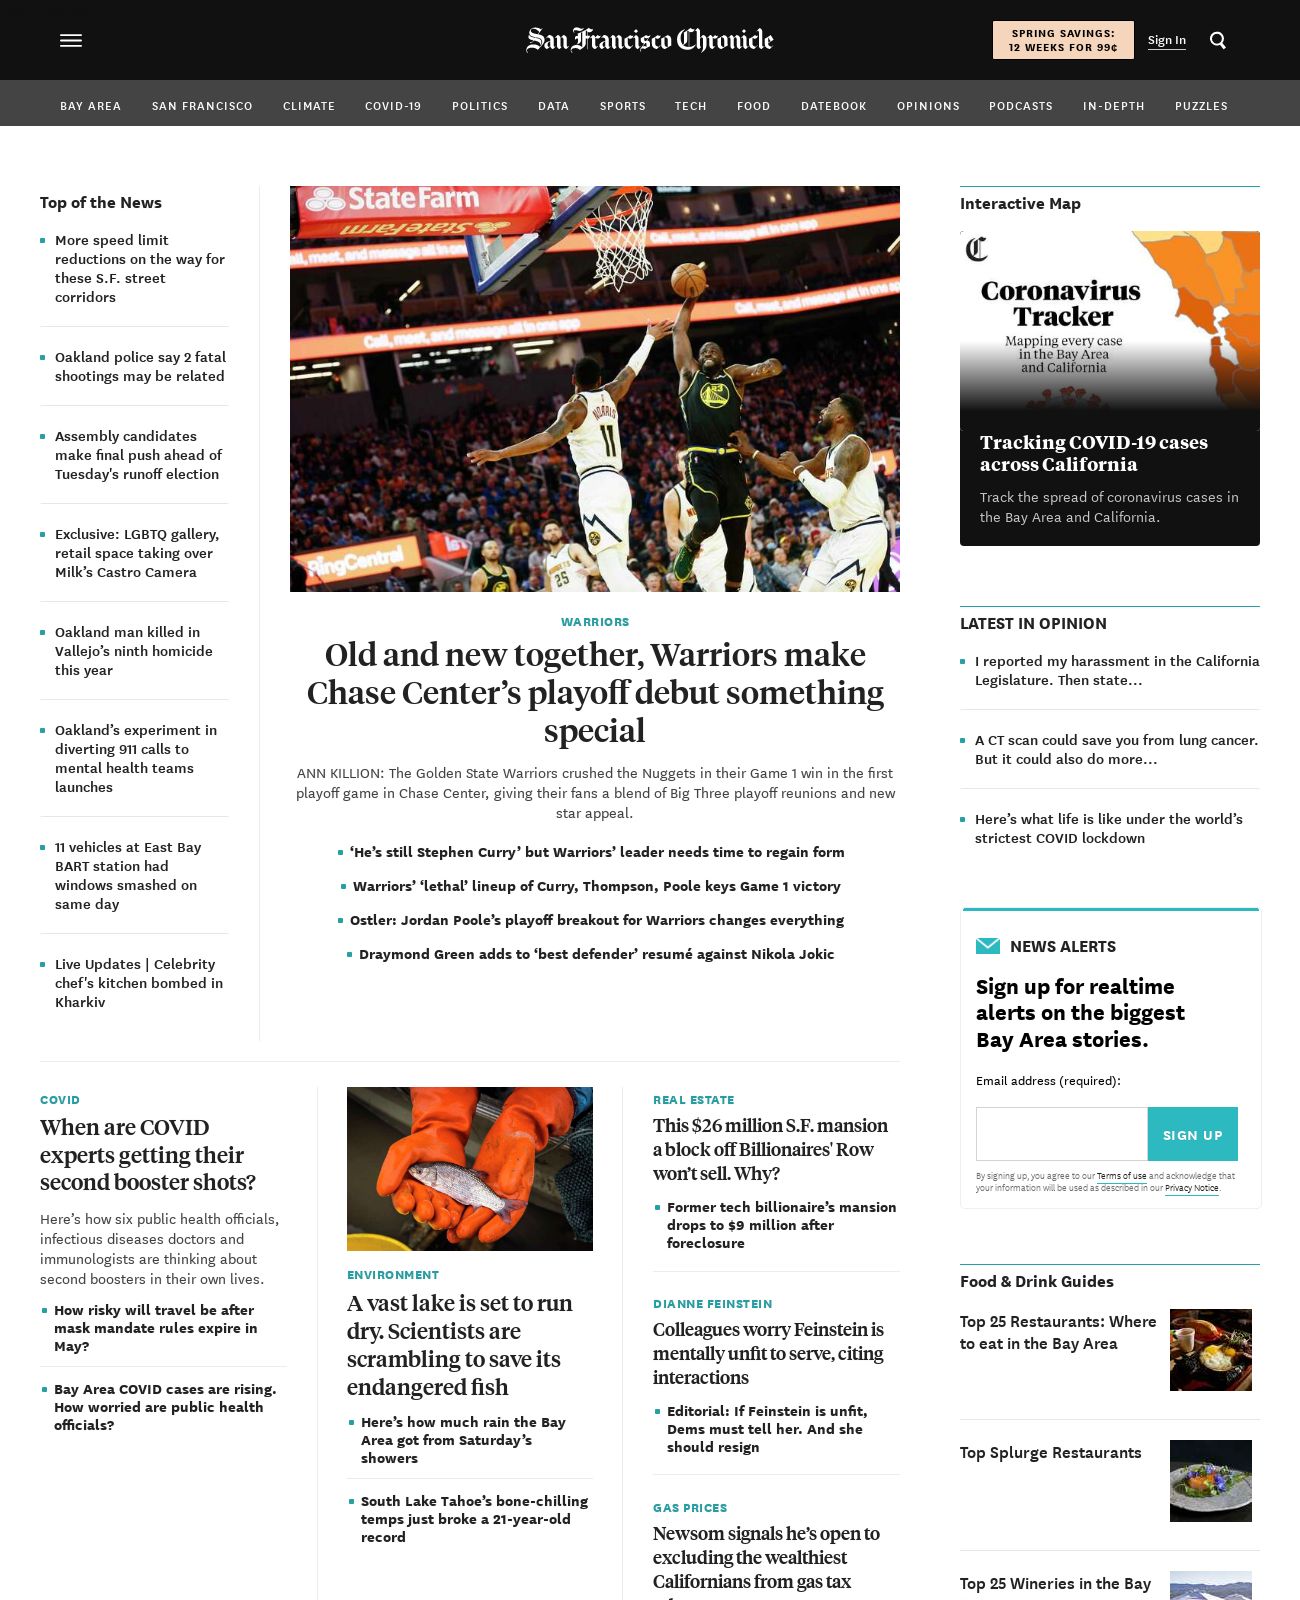 San Francisco Chronicle
SPRING SAVINGS:
12 WEEKS FOR 99¢
Sign In
BAY AREA
SAN FRANCISCO
CLIMATE
COVID-19
POLITICS
DATA
SPORTS
TECH
FOOD
DATEBOOK
OPINIONS
PODCASTS
IN-DEPTH
PUZZLES
Top of the News
More speed limit
reductions on the way for
these S.F. street
corridors
Oakland police say 2 fatal
shootings may be related
Assembly candidates
make final push ahead of
Tuesday's runoff election
Exclusive: LGBTQ gallery,
retail space taking over
Milk’s Castro Camera
Oakland man killed in
Vallejo’s ninth homicide
this year
Oakland’s experiment in
diverting 911 calls to
mental health teams
launches
11 vehicles at East Bay
BART station had
windows smashed on
same day
Live Updates | Celebrity
chef's kitchen bombed in
Kharkiv
State Farm
State Farm
Call, meet, and message all in one app
RingCentral
MORRIS
11
23
25
WARRIORS
Old and new together, Warriors make
Chase Center’s playoff debut something
special
ANN KILLION: The Golden State Warriors crushed the Nuggets in their Game 1 win in the first
playoff game in Chase Center, giving their fans a blend of Big Three playoff reunions and new
star appeal.
‘He’s still Stephen Curry’ but Warriors’ leader needs time to regain form
Warriors’ ‘lethal’ lineup of Curry, Thompson, Poole keys Game 1 victory
Ostler: Jordan Poole’s playoff breakout for Warriors changes everything
Draymond Green adds to ‘best defender’ resumé against Nikola Jokic
Interactive Map
C
Coronavirus
Tracker
Mapping every case
in the Bay Area
and California
Tracking COVID-19 cases
across California
Track the spread of coronavirus cases in
the Bay Area and California.
LATEST IN OPINION
I reported my harassment in the California
Legislature. Then state...
A CT scan could save you from lung cancer.
But it could also do more...
Here’s what life is like under the world’s
strictest COVID lockdown
NEWS ALERTS
Sign up for realtime
alerts on the biggest
Bay Area stories.
Email address (required):
SIGN UP
By signing up, you agree to our Terms of use and acknowledge that
your information will be used as described in our Privacy Notice.
COVID
When are COVID
experts getting their
second booster shots?
Here’s how six public health officials,
infectious diseases doctors and
immunologists are thinking about
second boosters in their own lives.
How risky will travel be after
mask mandate rules expire in
May?
Bay Area COVID cases are rising.
How worried are public health
officials?
ENVIRONMENT
A vast lake is set to run
dry. Scientists are
scrambling to save its
endangered fish
Here’s how much rain the Bay
Area got from Saturday’s
showers
South Lake Tahoe’s bone-chilling
temps just broke a 21-year-old
record
REAL ESTATE
This $26 million S.F. mansion
a block off Billionaires' Row
won’t sell. Why?
Former tech billionaire’s mansion
drops to $9 million after
foreclosure
DIANNE FEINSTEIN
Colleagues worry Feinstein is
mentally unfit to serve, citing
interactions
Editorial: If Feinstein is unfit,
Dems must tell her. And she
should resign
GAS PRICES
Newsom signals he’s open to
excluding the wealthiest
Californians from gas tax
Food & Drink Guides
Top 25 Restaurants: Where
to eat in the Bay Area
Top Splurge Restaurants
Top 25 Wineries in the Bay